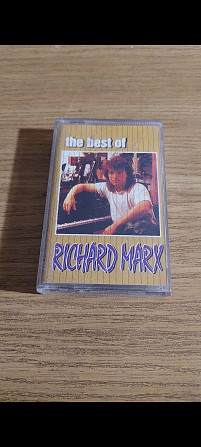 the best of
RICHARD MARX